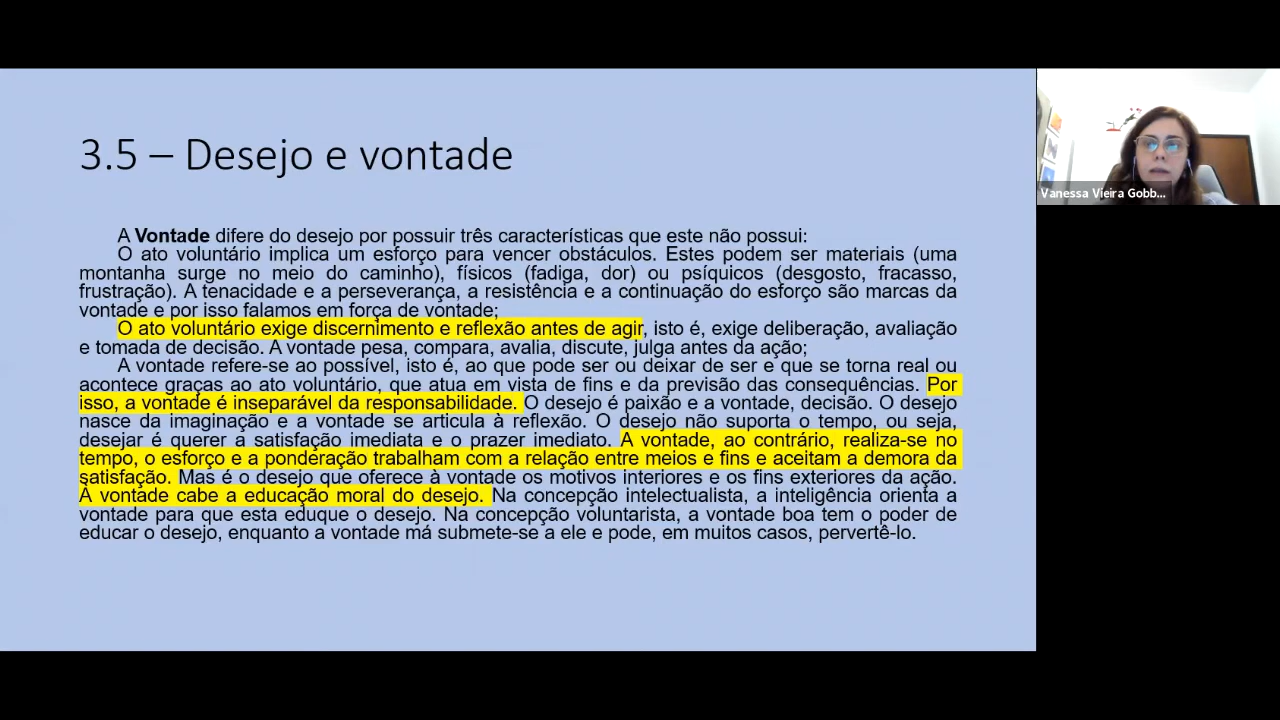 3.5 – Desejo e vontade
A Vontade difere do desejo por possuir três características que este não possui:
O ato voluntário implica um esforço para vencer obstáculos. Estes podem ser materiais (uma
montanha surge no meio do caminho), físicos (fadiga, dor) ou psíquicos (desgosto, fracasso,
frustração). A tenacidade e a perseverança, a resistência e a continuação do esforço são marcas da
vontade e por isso falamos em força de vontade;
O ato voluntário exige discernimento e reflexão antes de agir, isto é, exige deliberação, avaliação
e tomada de decisão. A vontade pesa, compara, avalia, discute, julga antes da ação;
A vontade refere-se ao possível, isto é, ao que pode ser ou deixar de ser e que se torna real ou
acontece graças ao ato voluntário, que atua em vista de fins e da previsão das consequências. Por
isso, a vontade é inseparável da responsabilidade. O desejo é paixão e a vontade, decisão. O desejo
nasce da imaginação e a vontade se articula à reflexão. O desejo não suporta o tempo, ou seja,
desejar é querer a satisfação imediata e o prazer imediato. A vontade, ao contrário, realiza-se no
tempo, o esforço e a ponderação trabalham com a relação entre meios e fins e aceitam a demora da
satisfação. Mas é o desejo que oferece à vontade os motivos interiores e os fins exteriores da ação.
À vontade cabe a educação moral do desejo. Na concepção intelectualista, a inteligência orienta a
vontade para que esta eduque o desejo. Na concepção voluntarista, a vontade boa tem o poder de
educar o desejo, enquanto a vontade má submete-se a ele e pode, em muitos casos, pervertê-lo.
Vanessa Vieira Gobb...